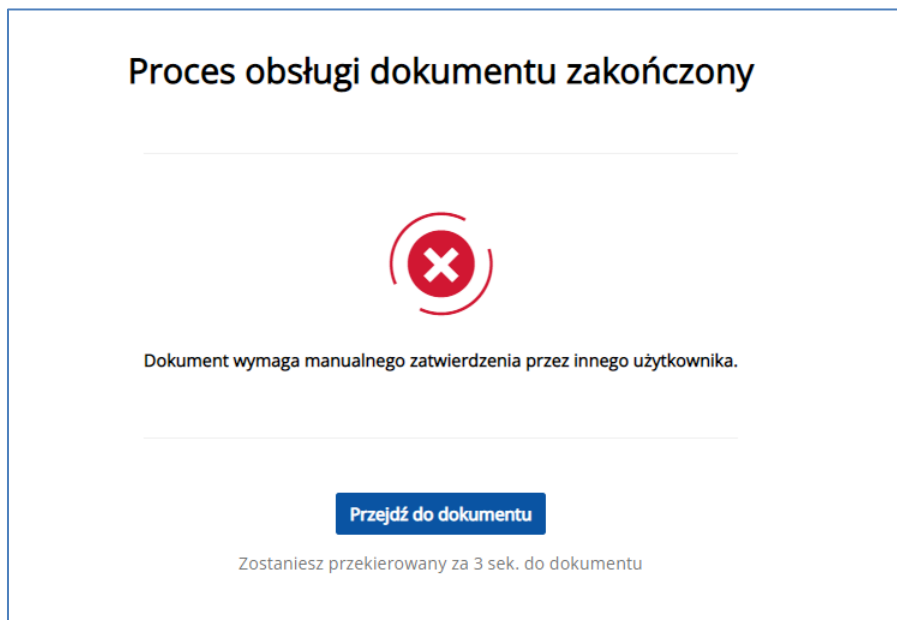 Proces obsługi dokumentu zakończony
Dokument wymaga manualnego zatwierdzenia przez innego użytkownika.
Przejdź do dokumentu
Zostaniesz przekierowany za 3 sek. do dokumentu